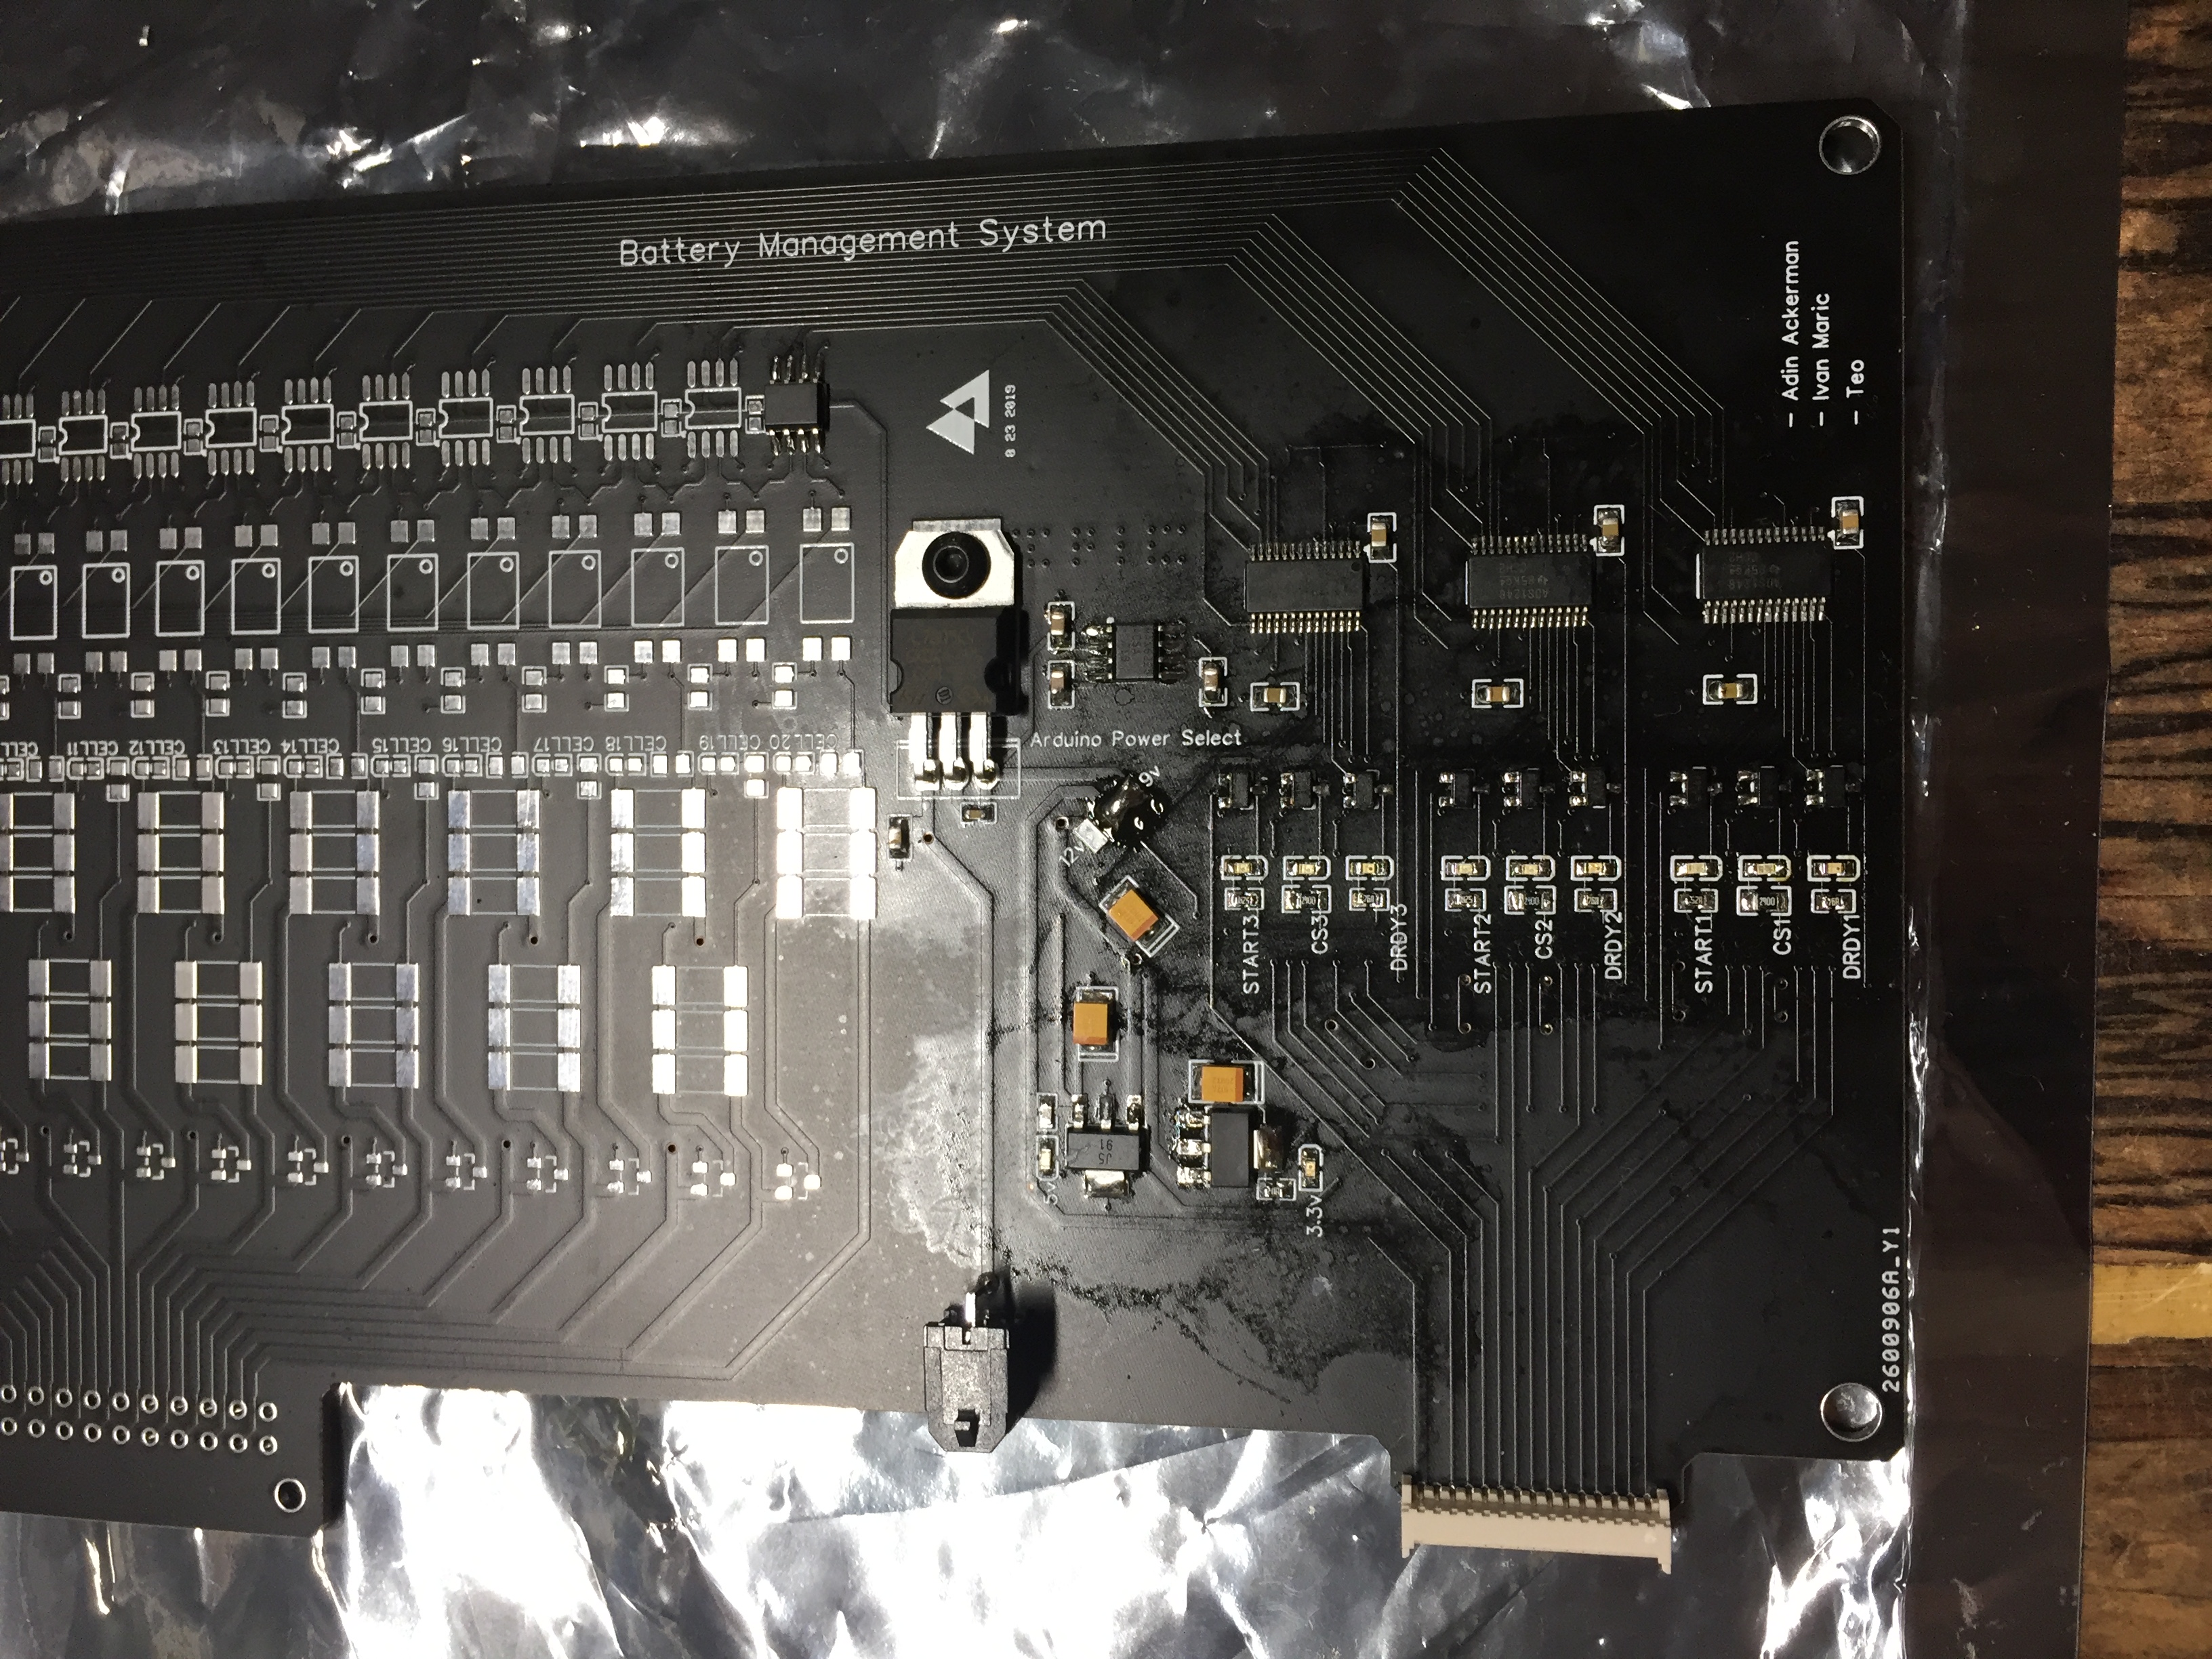 CELL11
CELL12
CELL13
CELL14
CELL15
CELL16
CELL17
CELL18
CELL19
CELL20
Battery Management System
8 23 2019
5v
J5
91
12v
9v
Arduino Power Select
3.3v
START3
CS3
DRDY3
START2
CS2
DRDY2
START1
CS1
DRDY1
- Adin Ackerman
- Ivan Maric
- Teo
2600906A_Y1